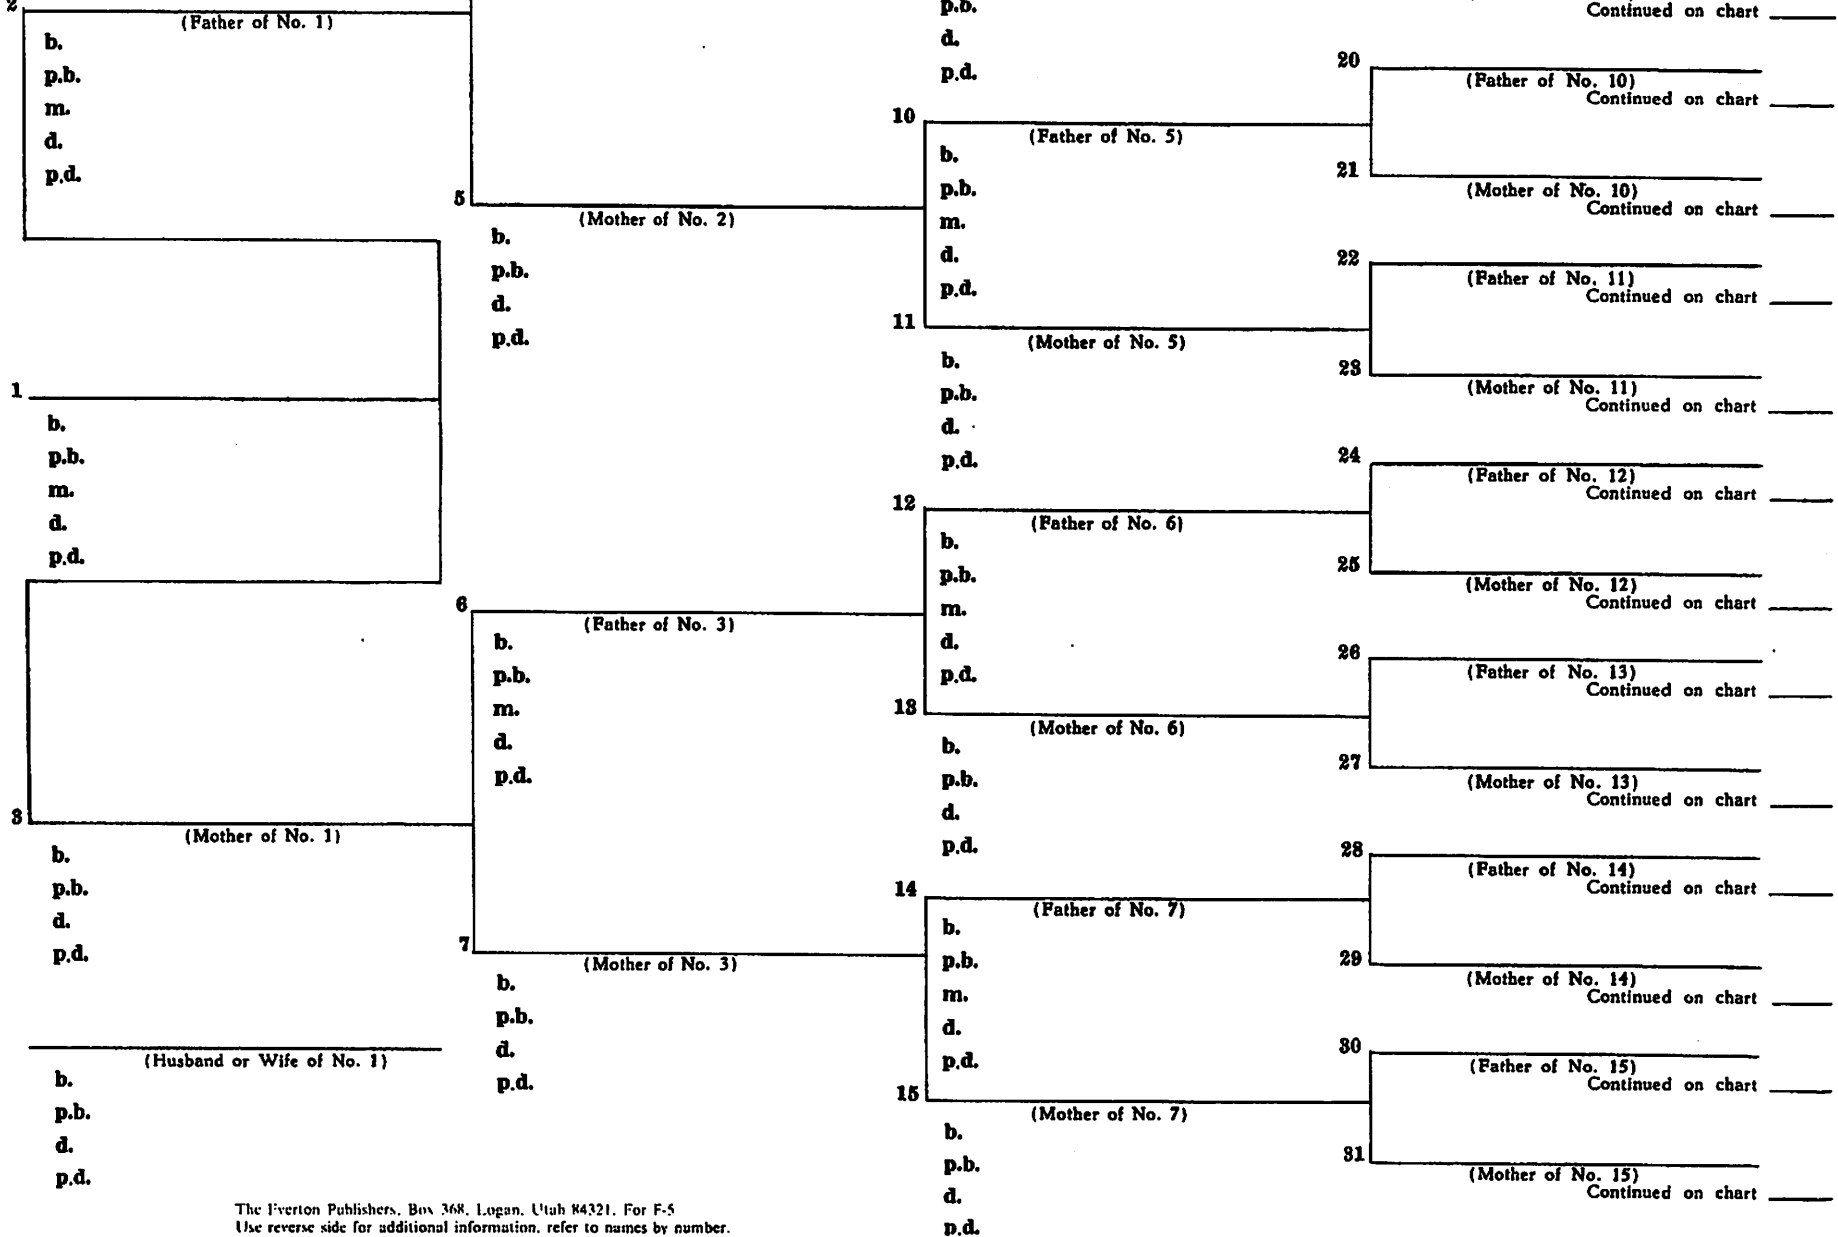 2
(Father of No. 1)
b.
p.b.
m.
d.
p.d.
1
b.
p.b.
m.
d.
p.d.
3
(Mother of No. 1)
b.
p.b.
d.
p.d.
(Husband or Wife of No. 1)
b.
p.b.
d.
p.d.
5
(Mother of No. 2)
b.
p.b.
d.
p.d.
6
(Father of No. 3)
b.
p.b.
m.
d.
p.d.
7
(Mother of No. 3)
b.
p.b.
d.
p.d.
p.b.
d.
p.d.
10
(Father of No. 5)
b.
p.b.
m.
d.
p.d.
11
(Mother of No. 5)
b.
p.b.
d.
p.d.
12
(Father of No. 6)
b.
p.b.
m.
d.
p.d.
13
(Mother of No. 6)
b.
p.b.
d.
p.d.
14
(Father of No. 7)
b.
p.b.
m.
d.
p.d.
15
(Mother of No. 7)
b.
p.b.
d.
p.d.
Continued on chart
20
(Father of No. 10)
Continued on chart
21
(Mother of No. 10)
Continued on chart
22
(Father of No. 11)
Continued on chart
23
(Mother of No. 11)
Continued on chart
24
(Father of No. 12)
Continued on chart
25
(Mother of No. 12)
Continued on chart
26
(Father of No. 13)
Continued on chart
27
(Mother of No. 13)
Continued on chart
28
(Father of No. 14)
Continued on chart
29
(Mother of No. 14)
Continued on chart
30
(Father of No. 15)
Continued on chart
31
(Mother of No. 15)
Continued on chart
The Everton Publishers, Box 368, Logan, Utah 84321, For F-5
Use reverse side for additional information, refer to names by number.